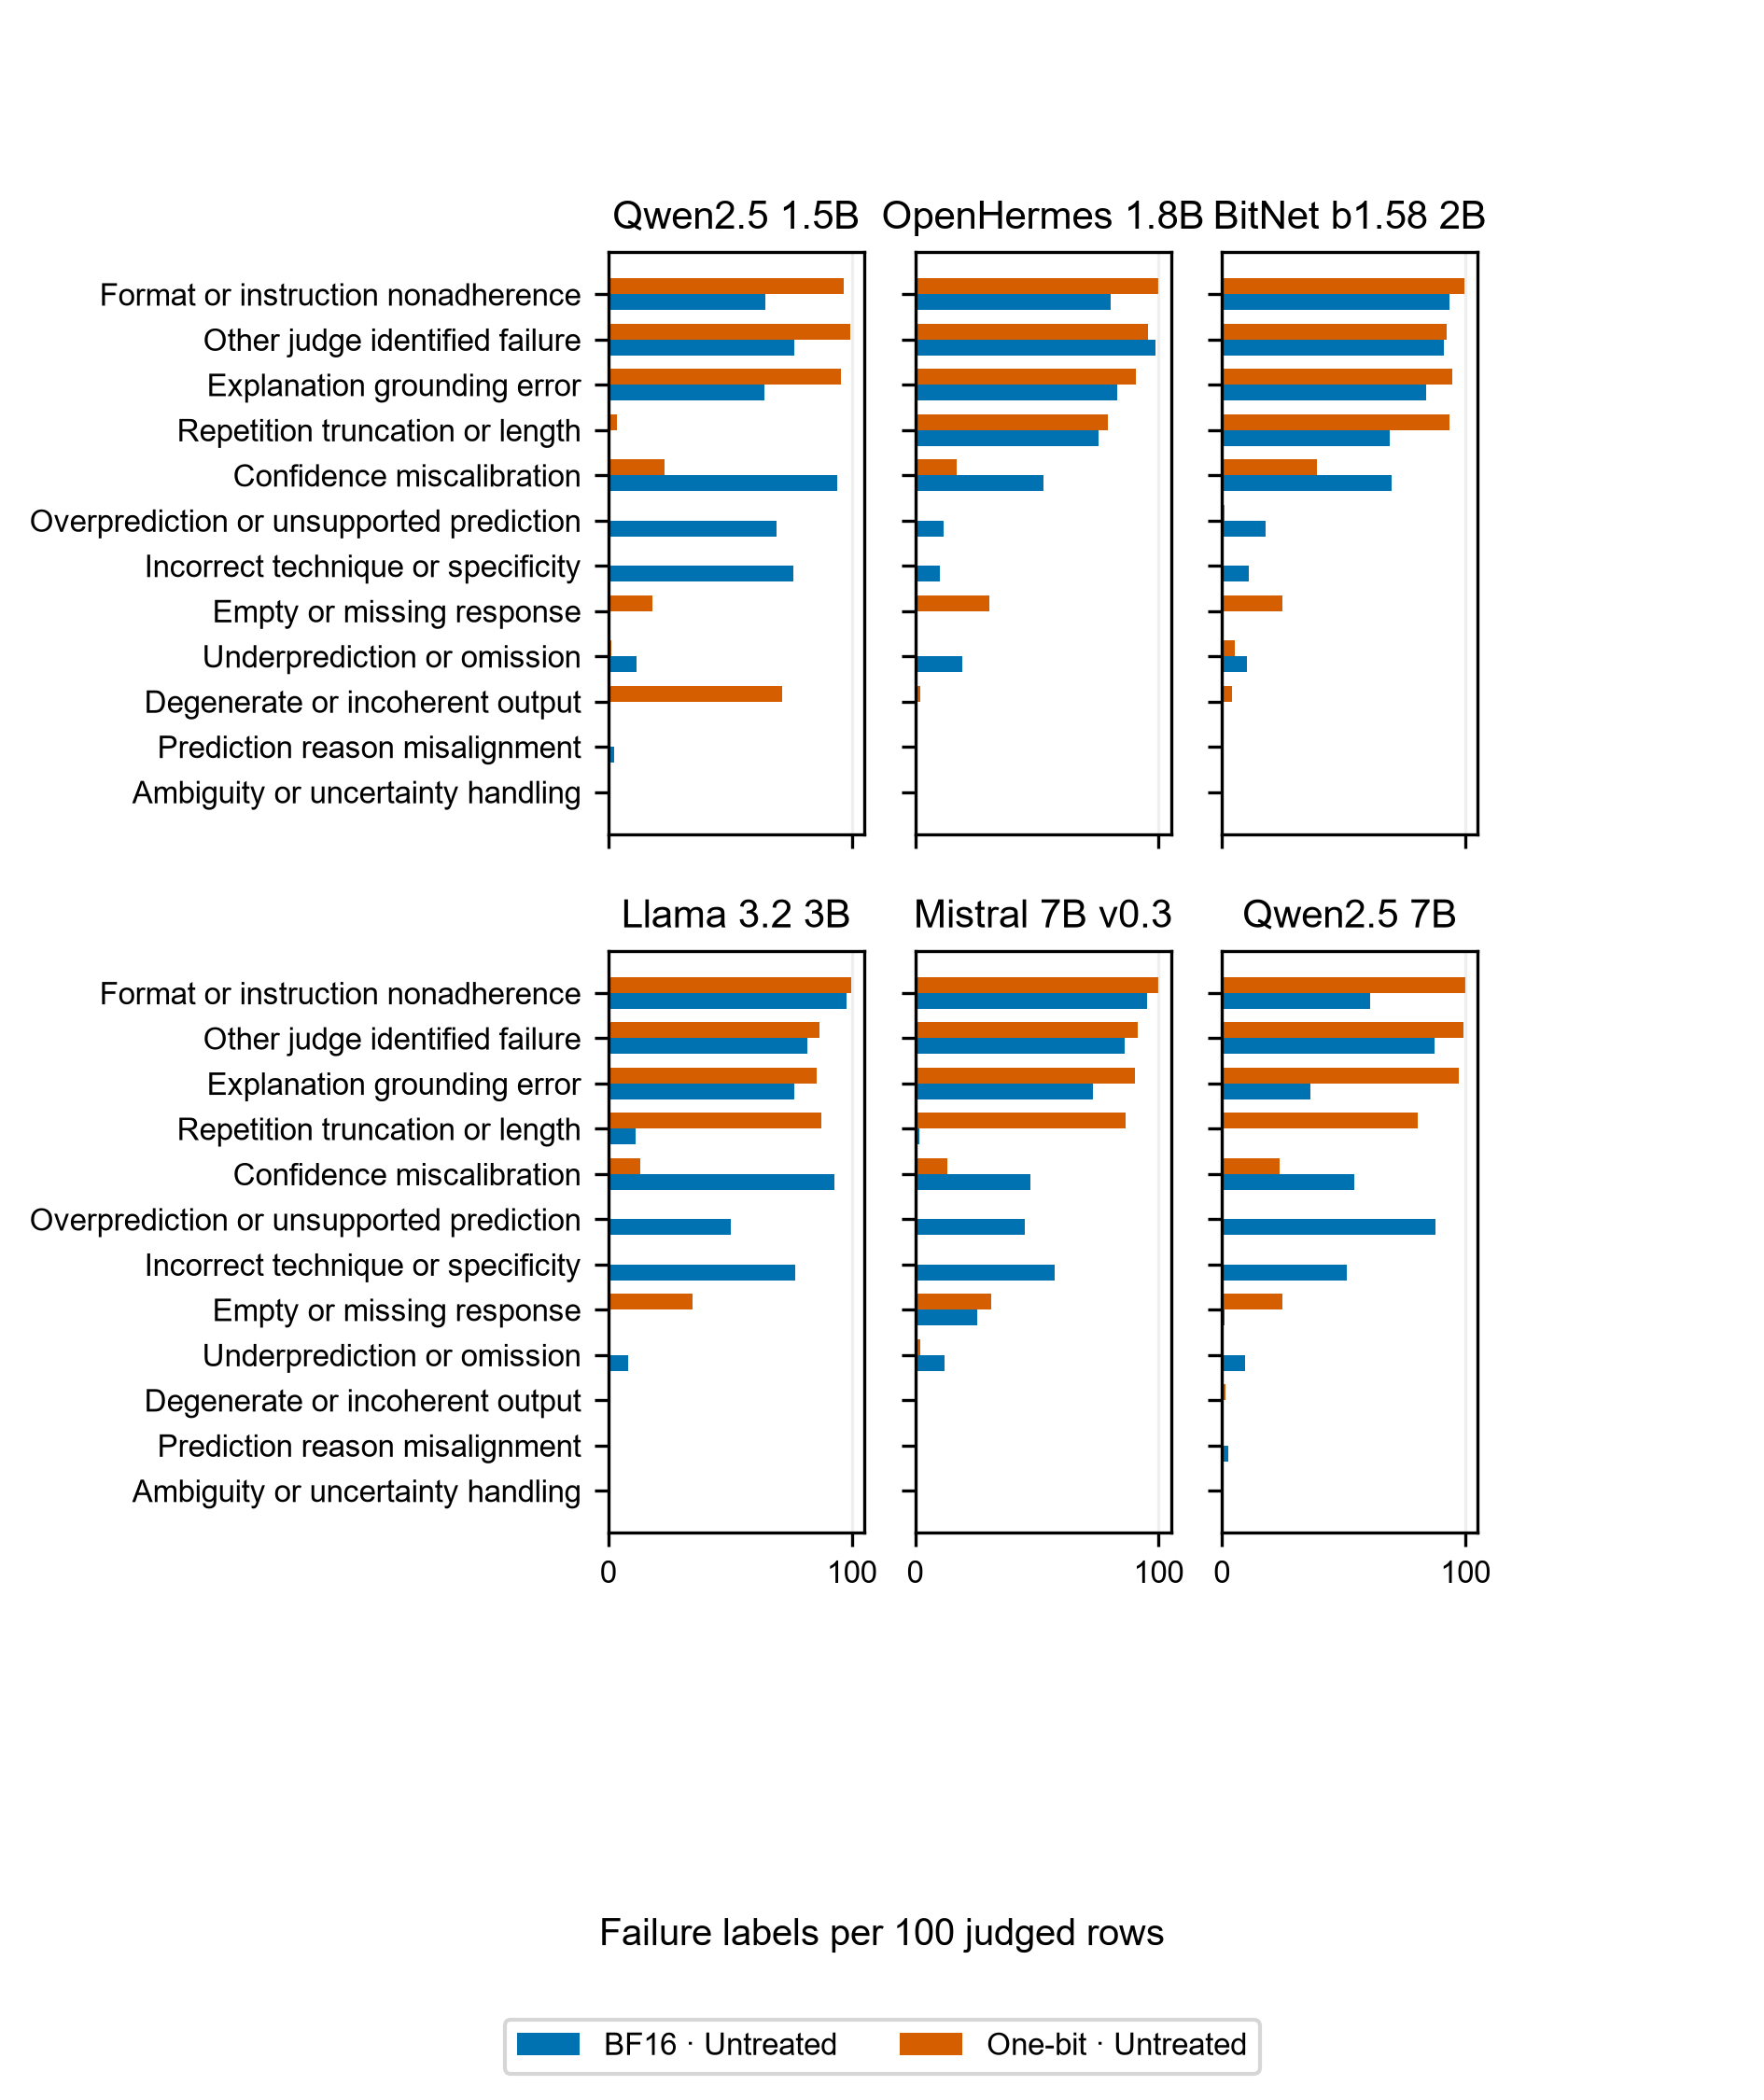 Qwen2.5 1.5B OpenHermes 1.8B BitNet b1.58 2B
Format or instruction nonadherence
Other judge identified failure
Explanation grounding error
Repetition truncation or length
Confidence miscalibration
Overprediction or unsupported prediction
Incorrect technique or specificity
Empty or missing response
Underprediction or omission
Degenerate or incoherent output
Prediction reason misalignment
Ambiguity or uncertainty handling
Llama 3.2 3B Mistral 7B v0.3 Qwen2.5 7B
Format or instruction nonadherence
Other judge identified failure
Explanation grounding error
Repetition truncation or length
Confidence miscalibration
Overprediction or unsupported prediction
Incorrect technique or specificity
Empty or missing response
Underprediction or omission
Degenerate or incoherent output
Prediction reason misalignment
Ambiguity or uncertainty handling
0 100 0 100 0 100
Failure labels per 100 judged rows
BF16 · Untreated One-bit · Untreated